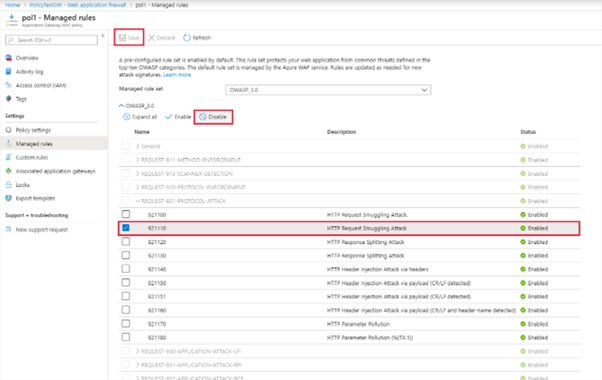 Home > PolicyTestGW - Web application firewall > pol1 - Managed rules
pol1 - Managed rules
Application Gateway WAF policy
Search (Ctrl+/)
Overview
Activity log
Access control (IAM)
Tags
Settings
Policy settings
Managed rules
Custom rules
Associated application gateways
Locks
Export template
Support + troubleshooting
New support request
Save Discard Refresh
A pre-configured rule set is enabled by default. This rule set protects your web application from common threats defined in the
top-ten OWASP categories. The default rule set is managed by the Azure WAF service. Rules are updated as needed for new
attack signatures. Learn more
Managed rule set OWASP_3.0
OWASP_3.0
Expand all Enable Disable
Name Description Status
General Enabled
REQUEST-911-METHOD-ENFORCEMENT Enabled
REQUEST-913-SCANNER-DETECTION Enabled
REQUEST-920-PROTOCOL-ENFORCEMENT Enabled
REQUEST-921-PROTOCOL-ATTACK Enabled
921100 HTTP Request Smuggling Attack. Enabled
921110 HTTP Request Smuggling Attack Enabled
921120 HTTP Response Splitting Attack Enabled
921130 HTTP Response Splitting Attack Enabled
921140 HTTP Header Injection Attack via headers Enabled
921150 HTTP Header Injection Attack via payload (CR/LF detected) Enabled
921151 HTTP Header Injection Attack via payload (CR/LF detected) Enabled
921160 HTTP Header Injection Attack via payload (CR/LF and header-name detected) Enabled
921170 HTTP Parameter Pollution Enabled
921180 HTTP Parameter Pollution (%{TX.1}) Enabled
REQUEST-930-APPLICATION-ATTACK-LFI Enabled
REQUEST-931-APPLICATION-ATTACK-RFI Enabled
REQUEST-932-APPLICATION-ATTACK-RCE Enabled